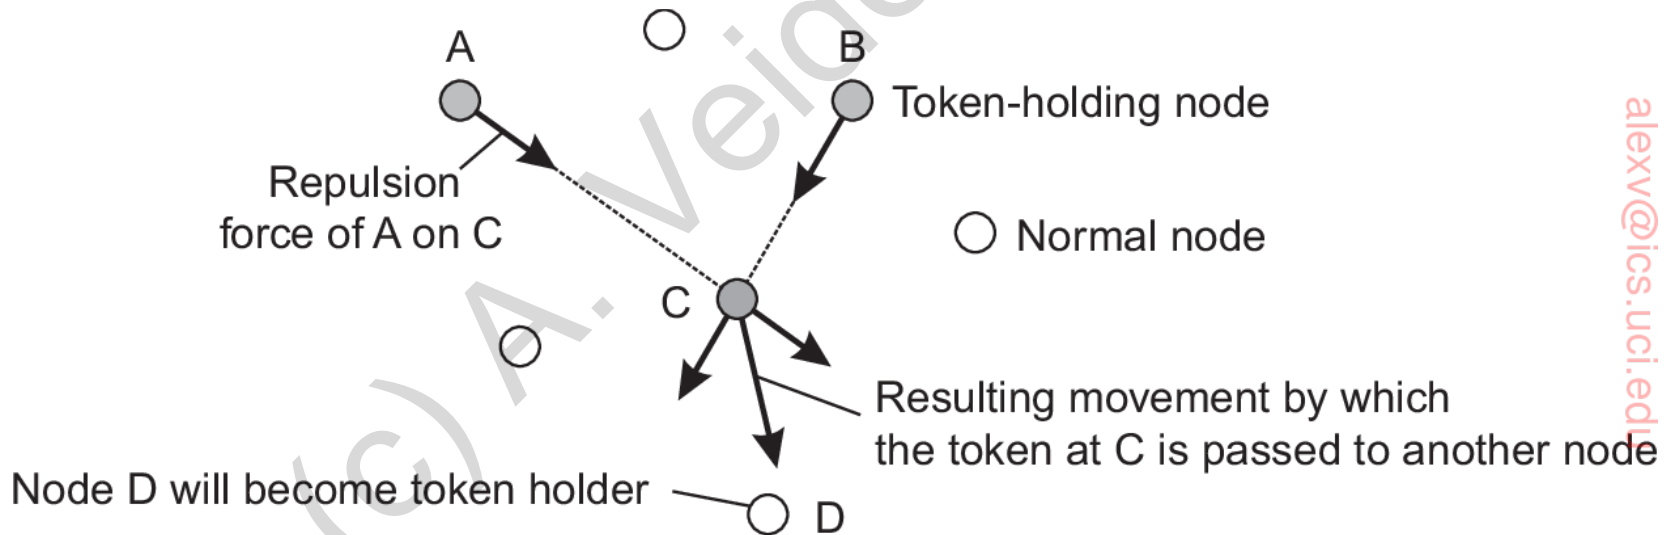 A
B
Token-holding node
Repulsion
force of A on C
Normal node
C
Resulting movement by which
the token at C is passed to another node
Node D will become token holder
D
(c) A. Veid
alexv@ics.uci.edu